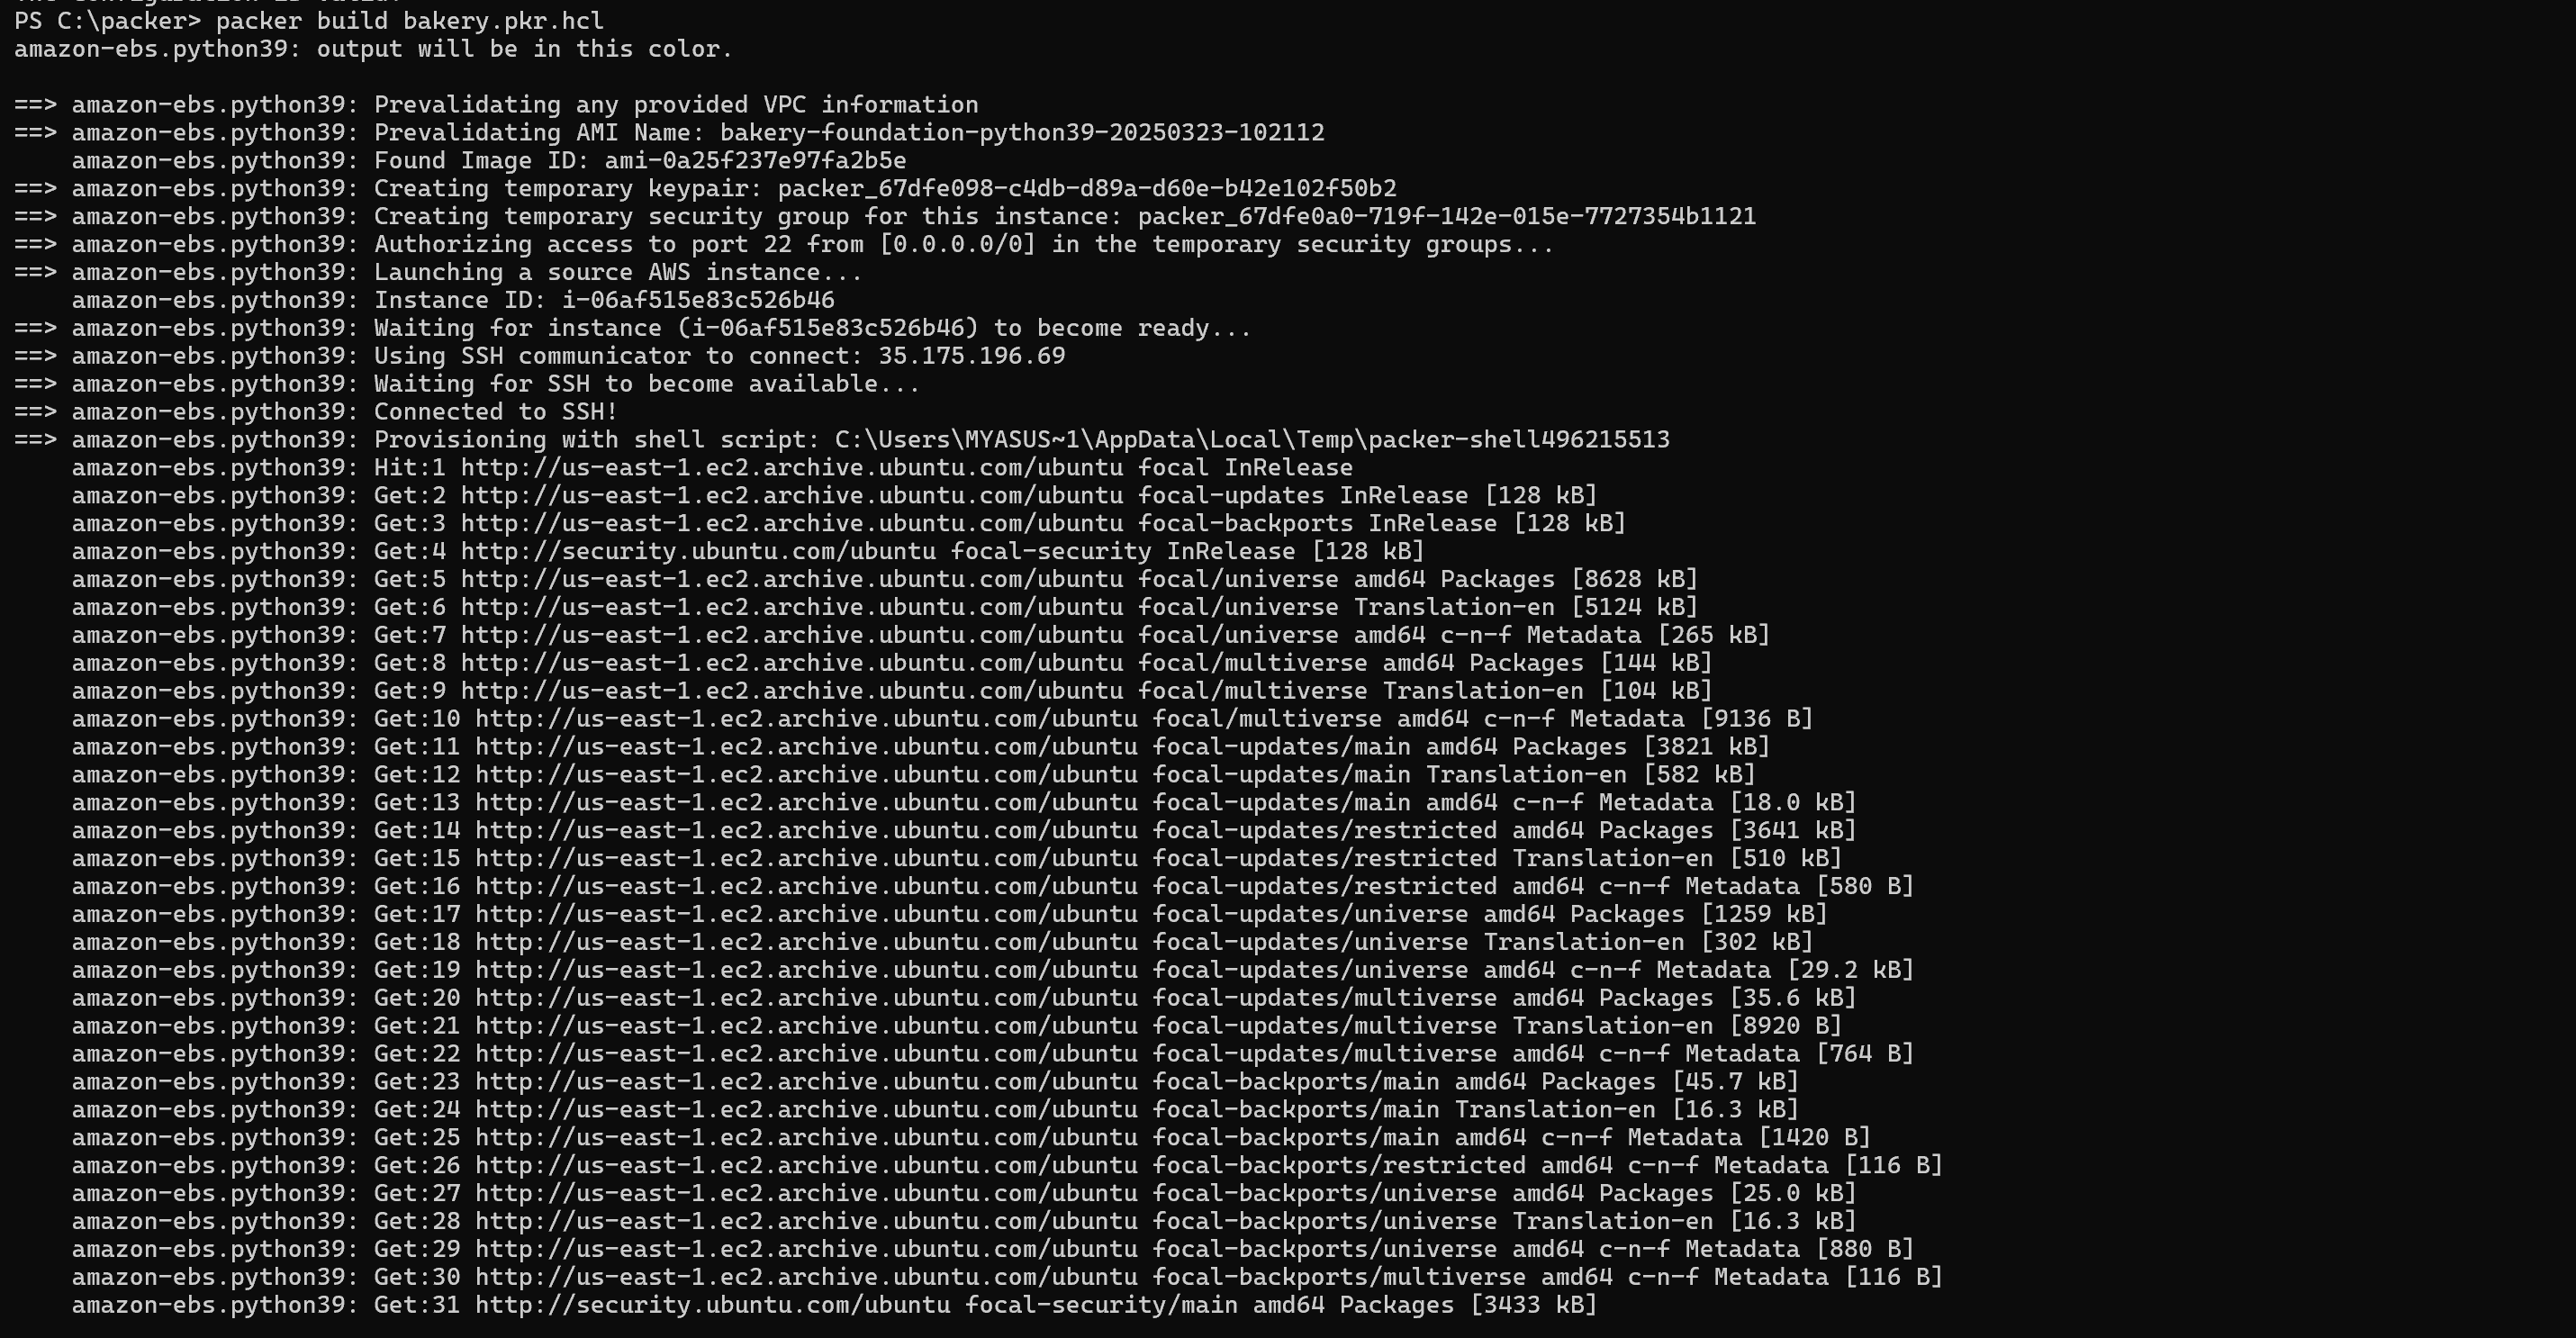 PS C:\packer> packer build bakery.pkr.hcl
amazon-ebs.python39: output will be in this color.
==> amazon-ebs.python39: Prevalidating any provided VPC information
==> amazon-ebs.python39: Prevalidating AMI Name: bakery-foundation-python39-20250323-102112
    amazon-ebs.python39: Found Image ID: ami-0a25f237e97fa2b5e
==> amazon-ebs.python39: Creating temporary keypair: packer_67dfe098-c4db-d89a-d60e-b42e102f50b2
==> amazon-ebs.python39: Creating temporary security group for this instance: packer_67dfe0a0-719f-142e-015e-7727354b1121
==> amazon-ebs.python39: Authorizing access to port 22 from [0.0.0.0/0] in the temporary security groups...
==> amazon-ebs.python39: Launching a source AWS instance...
    amazon-ebs.python39: Instance ID: i-06af515e83c526b46
==> amazon-ebs.python39: Waiting for instance (i-06af515e83c526b46) to become ready...
==> amazon-ebs.python39: Using SSH communicator to connect: 35.175.196.69
==> amazon-ebs.python39: Waiting for SSH to become available...
==> amazon-ebs.python39: Connected to SSH!
==> amazon-ebs.python39: Provisioning with shell script: C:\Users\MYASUS~1\AppData\Local\Temp\packer-shell496215513
    amazon-ebs.python39: Hit:1 http://us-east-1.ec2.archive.ubuntu.com/ubuntu focal InRelease
    amazon-ebs.python39: Get:2 http://us-east-1.ec2.archive.ubuntu.com/ubuntu focal-updates InRelease [128 kB]
    amazon-ebs.python39: Get:3 http://us-east-1.ec2.archive.ubuntu.com/ubuntu focal-backports InRelease [128 kB]
    amazon-ebs.python39: Get:4 http://security.ubuntu.com/ubuntu focal-security InRelease [128 kB]
    amazon-ebs.python39: Get:5 http://us-east-1.ec2.archive.ubuntu.com/ubuntu focal/universe amd64 Packages [8628 kB]
    amazon-ebs.python39: Get:6 http://us-east-1.ec2.archive.ubuntu.com/ubuntu focal/universe Translation-en [5124 kB]
    amazon-ebs.python39: Get:7 http://us-east-1.ec2.archive.ubuntu.com/ubuntu focal/universe amd64 c-n-f Metadata [265 kB]
    amazon-ebs.python39: Get:8 http://us-east-1.ec2.archive.ubuntu.com/ubuntu focal/multiverse amd64 Packages [144 kB]
    amazon-ebs.python39: Get:9 http://us-east-1.ec2.archive.ubuntu.com/ubuntu focal/multiverse Translation-en [104 kB]
    amazon-ebs.python39: Get:10 http://us-east-1.ec2.archive.ubuntu.com/ubuntu focal/multiverse amd64 c-n-f Metadata [9136 B]
    amazon-ebs.python39: Get:11 http://us-east-1.ec2.archive.ubuntu.com/ubuntu focal-updates/main amd64 Packages [3821 kB]
    amazon-ebs.python39: Get:12 http://us-east-1.ec2.archive.ubuntu.com/ubuntu focal-updates/main Translation-en [582 kB]
    amazon-ebs.python39: Get:13 http://us-east-1.ec2.archive.ubuntu.com/ubuntu focal-updates/main amd64 c-n-f Metadata [18.0 kB]
    amazon-ebs.python39: Get:14 http://us-east-1.ec2.archive.ubuntu.com/ubuntu focal-updates/restricted amd64 Packages [3641 kB]
    amazon-ebs.python39: Get:15 http://us-east-1.ec2.archive.ubuntu.com/ubuntu focal-updates/restricted Translation-en [510 kB]
    amazon-ebs.python39: Get:16 http://us-east-1.ec2.archive.ubuntu.com/ubuntu focal-updates/restricted amd64 c-n-f Metadata [580 B]
    amazon-ebs.python39: Get:17 http://us-east-1.ec2.archive.ubuntu.com/ubuntu focal-updates/universe amd64 Packages [1259 kB]
    amazon-ebs.python39: Get:18 http://us-east-1.ec2.archive.ubuntu.com/ubuntu focal-updates/universe Translation-en [302 kB]
    amazon-ebs.python39: Get:19 http://us-east-1.ec2.archive.ubuntu.com/ubuntu focal-updates/universe amd64 c-n-f Metadata [29.2 kB]
    amazon-ebs.python39: Get:20 http://us-east-1.ec2.archive.ubuntu.com/ubuntu focal-updates/multiverse amd64 Packages [35.6 kB]
    amazon-ebs.python39: Get:21 http://us-east-1.ec2.archive.ubuntu.com/ubuntu focal-updates/multiverse Translation-en [8920 B]
    amazon-ebs.python39: Get:22 http://us-east-1.ec2.archive.ubuntu.com/ubuntu focal-updates/multiverse amd64 c-n-f Metadata [764 B]
    amazon-ebs.python39: Get:23 http://us-east-1.ec2.archive.ubuntu.com/ubuntu focal-backports/main amd64 Packages [45.7 kB]
    amazon-ebs.python39: Get:24 http://us-east-1.ec2.archive.ubuntu.com/ubuntu focal-backports/main Translation-en [16.3 kB]
    amazon-ebs.python39: Get:25 http://us-east-1.ec2.archive.ubuntu.com/ubuntu focal-backports/main amd64 c-n-f Metadata [1420 B]
    amazon-ebs.python39: Get:26 http://us-east-1.ec2.archive.ubuntu.com/ubuntu focal-backports/restricted amd64 c-n-f Metadata [116 B]
    amazon-ebs.python39: Get:27 http://us-east-1.ec2.archive.ubuntu.com/ubuntu focal-backports/universe amd64 Packages [25.0 kB]
    amazon-ebs.python39: Get:28 http://us-east-1.ec2.archive.ubuntu.com/ubuntu focal-backports/universe Translation-en [16.3 kB]
    amazon-ebs.python39: Get:29 http://us-east-1.ec2.archive.ubuntu.com/ubuntu focal-backports/universe amd64 c-n-f Metadata [880 B]
    amazon-ebs.python39: Get:30 http://us-east-1.ec2.archive.ubuntu.com/ubuntu focal-backports/multiverse amd64 c-n-f Metadata [116 B]
    amazon-ebs.python39: Get:31 http://security.ubuntu.com/ubuntu focal-security/main amd64 Packages [3433 kB]